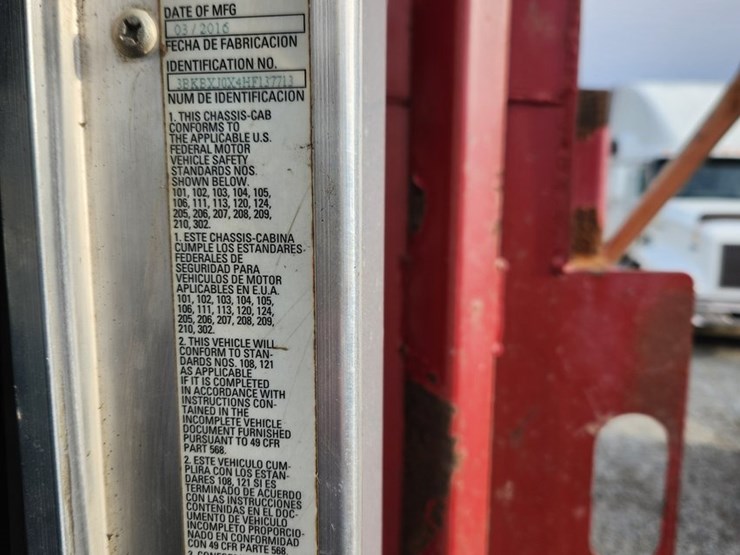 DATE OF MFG
03/2016
FECHA DE FABRICACION
IDENTIFICATION NO.
NUM DE IDENTIFICACION
1. THIS CHASSIS-CAB
CONFORMS TO
THE APPLICABLE U.S.
FEDERAL MOTOR
VEHICLE SAFETY
STANDARDS NOS.
SHOWN BELOW.
101, 102, 103, 104, 105,
106, 111, 113, 120, 124,
205, 206, 207, 208, 209,
210, 302.
1. ESTE CHASSIS-CABINA
CUMPLE LOS ESTANDARES
FEDERALES DE
SEGURIDAD PARA
VEHICULOS DE MOTOR
APLICABLES EN E.U.A.
101, 102, 103, 104, 105,
106, 111, 113, 120, 124,
205, 206, 207, 208, 209,
210, 302.
2. THIS VEHICLE WILL
CONFORM TO STAN-
DARDS NOS. 108, 121
AS APPLICABLE
IF IT IS COMPLETED
IN ACCORDANCE WITH
INSTRUCTIONS CON-
TAINED IN THE
INCOMPLETE VEHICLE
DOCUMENT FURNISHED
PURSUANT TO 49 CFR
PART 568.
2. ESTE VEHICULO CUM-
PLIRA CON LOS ESTAN-
DARES 108, 121 SI ES
TERMINADO DE ACUERDO
CON LAS INSTRUCCIONES
CONTENIDAS EN EL DOC-
UMENTO DE VEHICULO
INCOMPLETO PROPORCIO-
NADO EN CONFORMIDAD
CON 49 CFR PARTE 568.